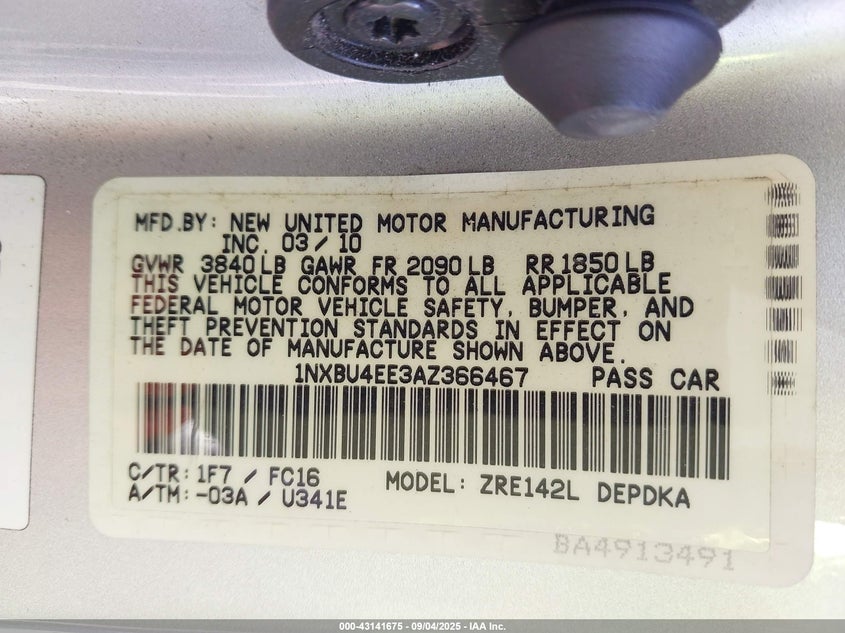 MFD.BY: NEW UNITED MOTOR MANUFACTURING
INC. 03/10
GVWR 3840 LB GAWR FR 2090 LB RR 1850 LB
THIS VEHICLE CONFORMS TO ALL APPLICABLE
FEDERAL MOTOR VEHICLE SAFETY, BUMPER, AND
THEFT PREVENTION STANDARDS IN EFFECT ON
THE DATE OF MANUFACTURE SHOWN ABOVE.
1NXBU4EE3AZ366467 PASS CAR
C/TR: 1F7 / FC16 MODEL: ZRE142L DEPDKA
A/TM: -03A / U341E
BA4913491
000-43141675 - 09/04/2025 - IAA Inc.